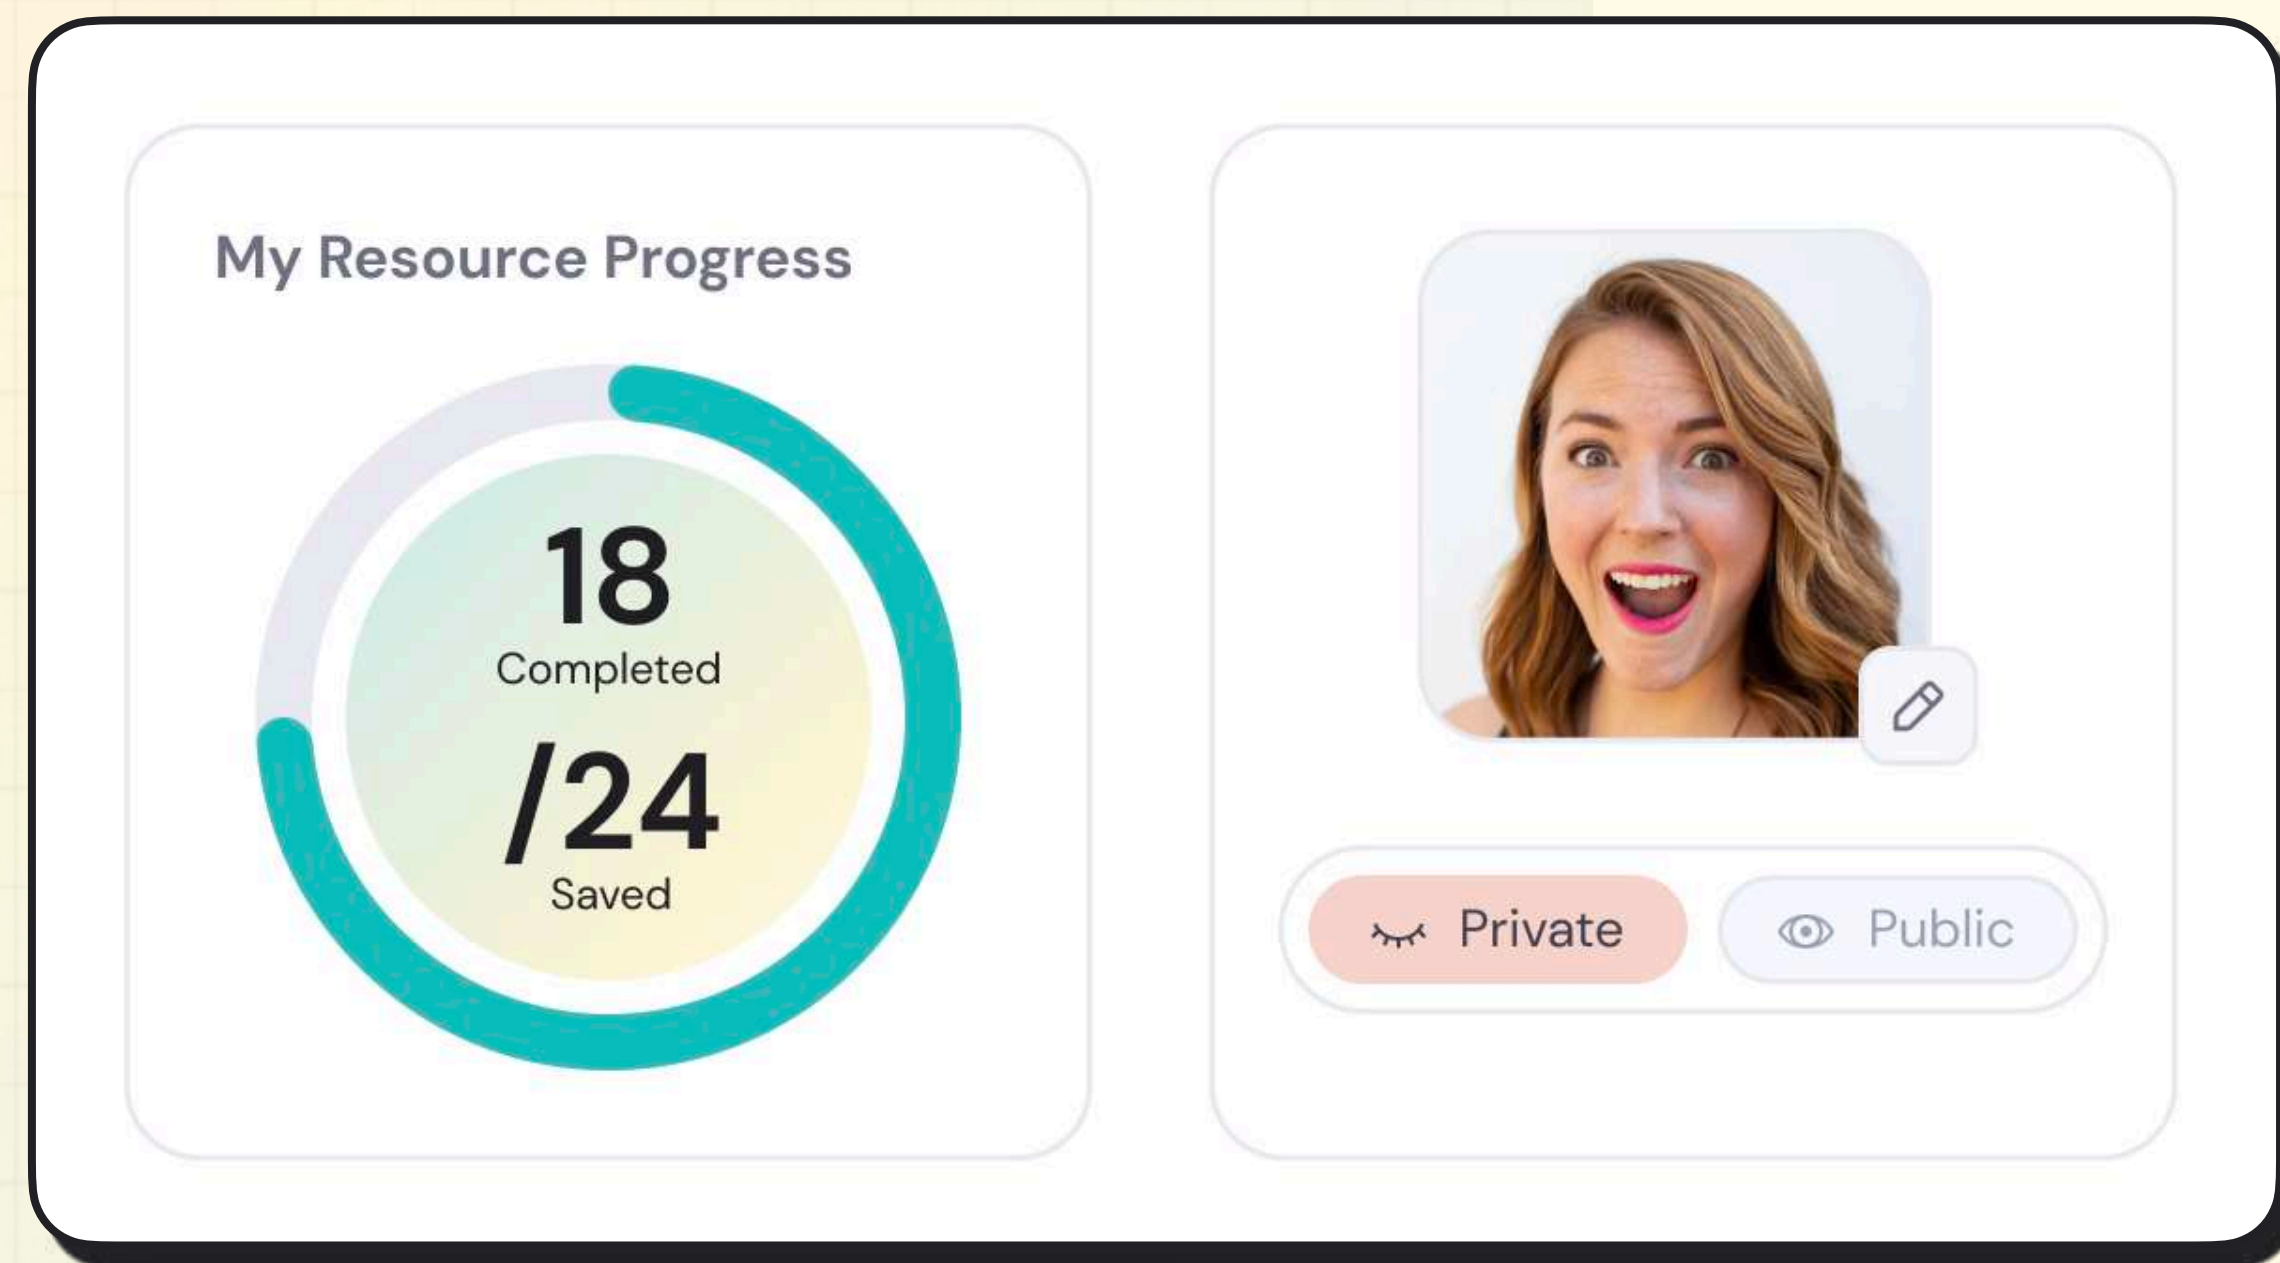 My Resource Progress
18
Completed
/24
Saved
Private
Public